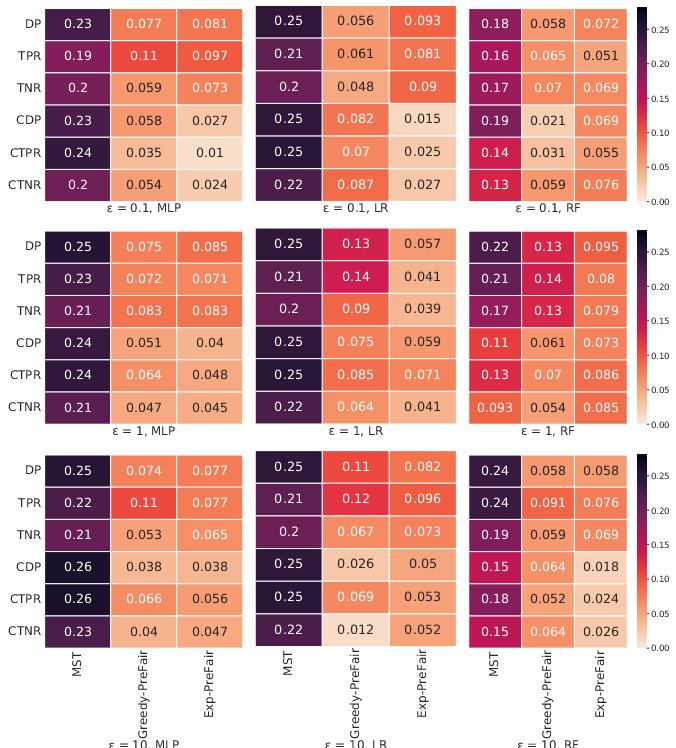 DP 0.23 0.077 0.081 0.25 0.056 0.093 0.18 0.058 0.072
0.25
TPR 0.19 0.11 0.097 0.21 0.061 0.081 0.16 0.065 0.051
0.20
TNR 0.2 0.059 0.073 0.2 0.048 0.09 0.17 0.07 0.069
0.15
CDP 0.23 0.058 0.027 0.25 0.082 0.015 0.19 0.021 0.069
0.10
CTPR 0.24 0.035 0.01 0.25 0.07 0.025 0.14 0.031 0.055
0.05
CTNR 0.2 0.054 0.024 0.22 0.087 0.027 0.13 0.059 0.076
0.00
ε = 0.1, MLP ε = 0.1, LR ε = 0.1, RF
DP 0.25 0.075 0.085 0.25 0.13 0.057 0.22 0.13 0.095
0.25
TPR 0.23 0.072 0.071 0.21 0.14 0.041 0.21 0.14 0.08
0.20
TNR 0.21 0.083 0.083 0.2 0.09 0.039 0.17 0.13 0.079
0.15
CDP 0.24 0.051 0.04 0.25 0.075 0.059 0.11 0.061 0.073
0.10
CTPR 0.24 0.064 0.048 0.25 0.085 0.071 0.13 0.07 0.086
0.05
CTNR 0.21 0.047 0.045 0.22 0.064 0.041 0.093 0.054 0.085
0.00
ε = 1, MLP ε = 1, LR ε = 1, RF
DP 0.25 0.074 0.077 0.25 0.11 0.082 0.24 0.058 0.058
0.25
TPR 0.22 0.11 0.077 0.21 0.12 0.096 0.24 0.091 0.076
0.20
TNR 0.21 0.053 0.065 0.2 0.067 0.073 0.19 0.059 0.069
0.15
CDP 0.26 0.038 0.038 0.25 0.026 0.05 0.15 0.064 0.018
0.10
CTPR 0.26 0.066 0.056 0.25 0.069 0.053 0.18 0.052 0.024
0.05
CTNR 0.23 0.04 0.047 0.22 0.012 0.052 0.15 0.064 0.026
0.00
MST Greedy-PreFair Exp-PreFair MST Greedy-PreFair Exp-PreFair MST Greedy-PreFair Exp-PreFair
ε = 10, MLP ε = 10, LR ε = 10, RF